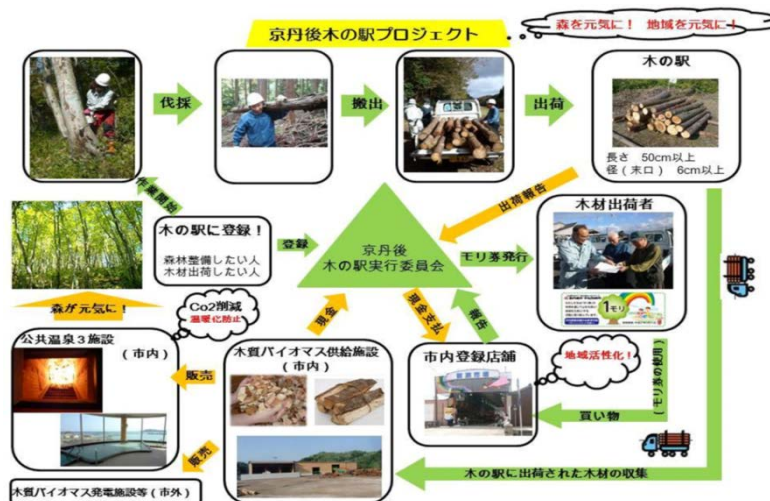 京丹後木の駅プロジェクト
森を元気に！ 地域を元気に！
伐採
搬出
出荷
木の駅
長さ 50cm以上
径（末口） 6cm以上
作業開始
木の駅に登録！
森林整備したい人
木材出荷したい人
登録
京丹後
木の駅実行委員会
出荷報告
モリ券発行
木材出荷者
1モリ
森が元気に！
Co2削減
温暖化防止
公共温泉３施設
（市内）
販売
現金
現金支払
報告
木質バイオマス供給施設
（市内）
市内登録店舗
地域活性化！
（モリ券の使用）
買い物
販売
木の駅に出荷された木材の収集
木質バイオマス発電施設等（市外）